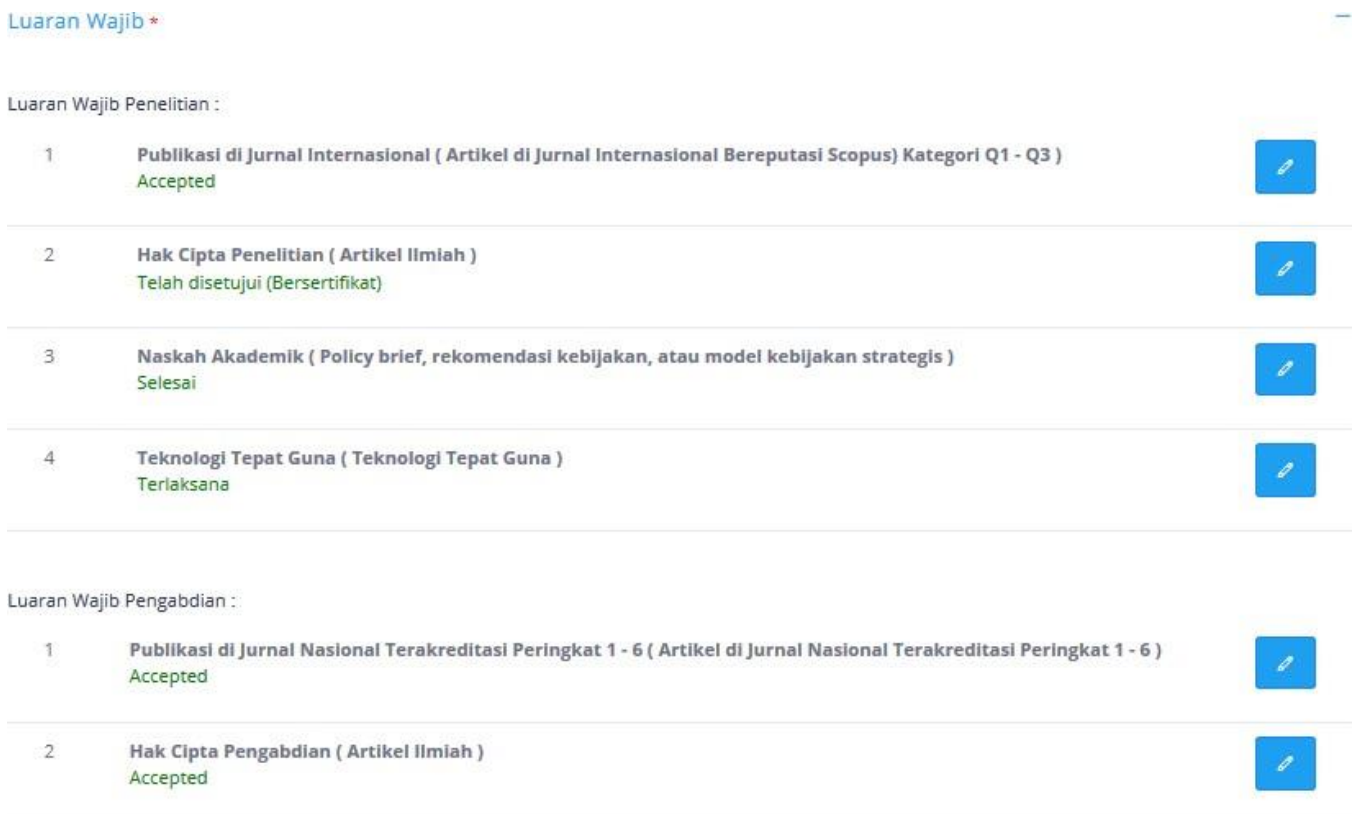 Luaran Wajib *
Luaran Wajib Penelitian :
1 Publikasi di Jurnal Internasional ( Artikel di Jurnal Internasional Bereputasi Scopus) Kategori Q1 - Q3 )
Accepted
2 Hak Cipta Penelitian ( Artikel Ilmiah )
Telah disetujui (Bersertifikat)
3 Naskah Akademik ( Policy brief, rekomendasi kebijakan, atau model kebijakan strategis )
Selesai
4 Teknologi Tepat Guna ( Teknologi Tepat Guna )
Terlaksana
Luaran Wajib Pengabdian :
1 Publikasi di Jurnal Nasional Terakreditasi Peringkat 1 - 6 ( Artikel di Jurnal Nasional Terakreditasi Peringkat 1 - 6 )
Accepted
2 Hak Cipta Pengabdian ( Artikel Ilmiah )
Accepted